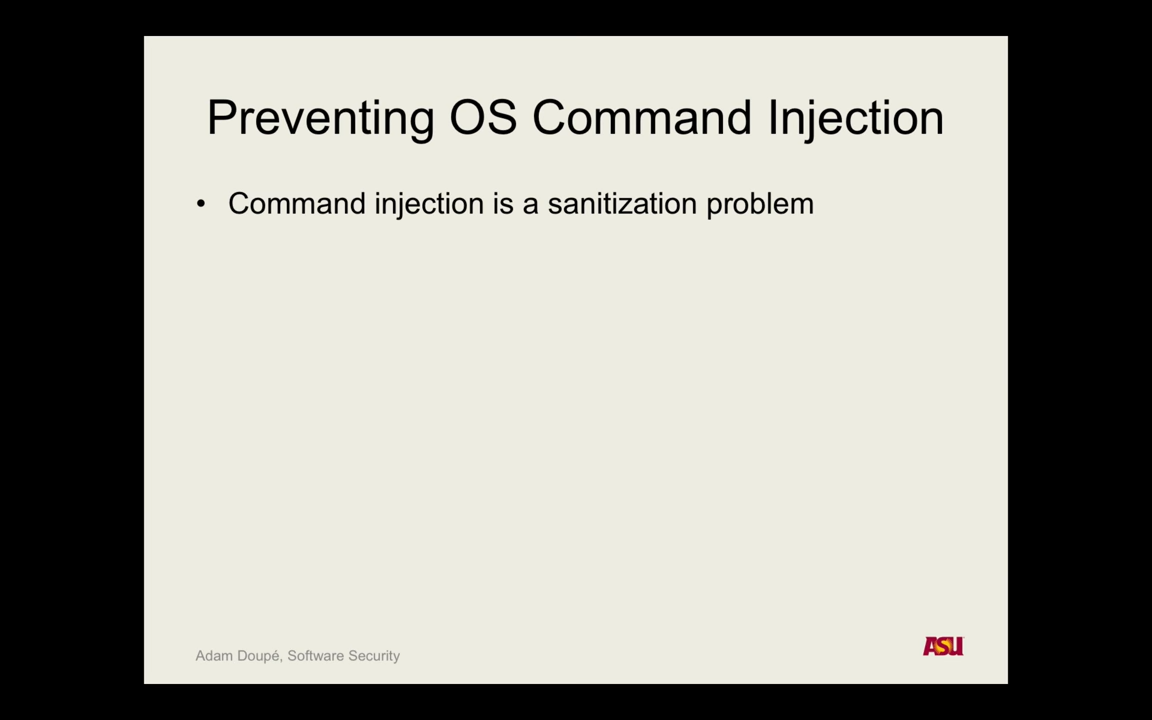 Preventing OS Command Injection
• Command injection is a sanitization problem
Adam Doupé, Software Security
ASU